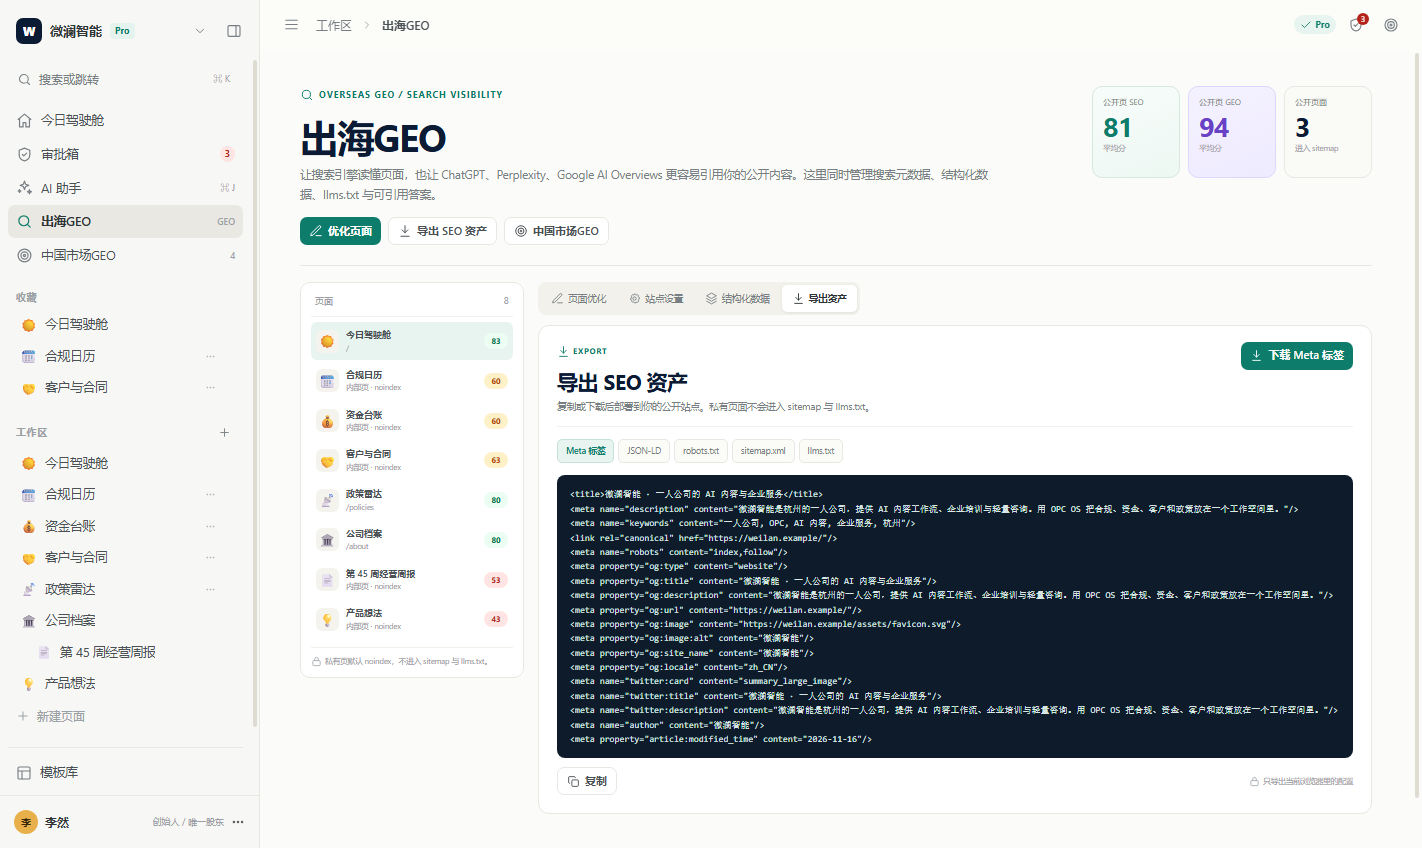 W 微澜智能 Pro
搜索或跳转 ⌘K
今日驾驶舱
审批箱 3
AI 助手 ⌘J
出海GEO GEO
中国市场GEO 4
收藏
今日驾驶舱
合规日历 ···
客户与合同 ···
工作区 +
今日驾驶舱
合规日历 ···
资金台账 ···
客户与合同 ···
政策雷达 ···
公司档案
第 45 周经营周报
产品想法
+ 新建页面
模板库
李 李然 创始人 / 唯一股东 ···
工作区 > 出海GEO
Pro 3
OVERSEAS GEO / SEARCH VISIBILITY
出海GEO
让搜索引擎读懂页面，也让 ChatGPT、Perplexity、Google AI Overviews 更容易引用你的公开内容。这里同时管理搜索元数据、结构化数
据、llms.txt 与可引用答案。
优化页面 导出 SEO 资产 中国市场GEO
公开页 SEO
81
平均分
公开页 GEO
94
平均分
公开页面
3
进入 sitemap
页面 8
今日驾驶舱
/
83
合规日历
内部页 · noindex
60
资金台账
内部页 · noindex
60
客户与合同
内部页 · noindex
63
政策雷达
/policies
80
公司档案
/about
80
第 45 周经营周报
内部页 · noindex
53
产品想法
内部页 · noindex
43
私有页默认 noindex，不进入 sitemap 与 llms.txt。
页面优化 站点设置 结构化数据 导出资产
EXPORT
导出 SEO 资产
复制或下载后部署到你的公开站点。私有页面不会进入 sitemap 与 llms.txt。
下载 Meta 标签
Meta 标签 JSON-LD robots.txt sitemap.xml llms.txt
<title>微澜智能 · 一人公司的 AI 内容与企业服务</title>
<meta name="description" content="微澜智能是杭州的一人公司，提供 AI 内容工作流、企业培训与轻量咨询。用 OPC OS 把合规、资金、客户和政策放在一个工作空间里。"/>
<meta name="keywords" content="一人公司, OPC, AI 内容, 企业服务, 杭州"/>
<link rel="canonical" href="https://weilan.example/"/>
<meta name="robots" content="index,follow"/>
<meta property="og:type" content="website"/>
<meta property="og:title" content="微澜智能 · 一人公司的 AI 内容与企业服务"/>
<meta property="og:description" content="微澜智能是杭州的一人公司，提供 AI 内容工作流、企业培训与轻量咨询。用 OPC OS 把合规、资金、客户和政策放在一个工作空间里。"/>
<meta property="og:url" content="https://weilan.example/"/>
<meta property="og:image" content="https://weilan.example/assets/favicon.svg"/>
<meta property="og:image:alt" content="微澜智能"/>
<meta property="og:site_name" content="微澜智能"/>
<meta property="og:locale" content="zh_CN"/>
<meta name="twitter:card" content="summary_large_image"/>
<meta name="twitter:title" content="微澜智能 · 一人公司的 AI 内容与企业服务"/>
<meta name="twitter:description" content="微澜智能是杭州的一人公司，提供 AI 内容工作流、企业培训与轻量咨询。用 OPC OS 把合规、资金、客户和政策放在一个工作空间里。"/>
<meta name="author" content="微澜智能"/>
<meta property="article:modified_time" content="2026-11-16"/>
复制
只导出当前浏览器里的配置